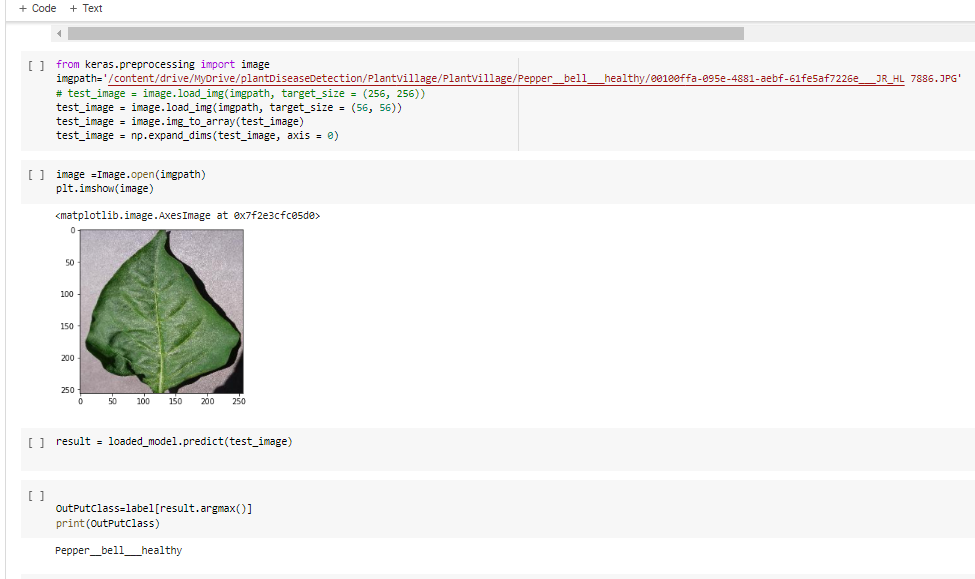 + Code + Text
[ ] from keras.preprocessing import image
imgpath='/content/drive/MyDrive/plantDiseaseDetection/PlantVillage/PlantVillage/Pepper__bell___healthy/00100ffa-095e-4881-aebf-61fe5af7226e___JR_HL 7886.JPG'
# test_image = image.load_img(imgpath, target_size = (256, 256))
test_image = image.load_img(imgpath, target_size = (56, 56))
test_image = image.img_to_array(test_image)
test_image = np.expand_dims(test_image, axis = 0)
[ ] image =Image.open(imgpath)
plt.imshow(image)
<matplotlib.image.AxesImage at 0x7f2e3cfc05d0>
0
50
100
150
200
250
0 50 100 150 200 250
[ ] result = loaded_model.predict(test_image)
[ ]
OutPutClass=label[result.argmax()]
print(OutPutClass)
Pepper__bell___healthy